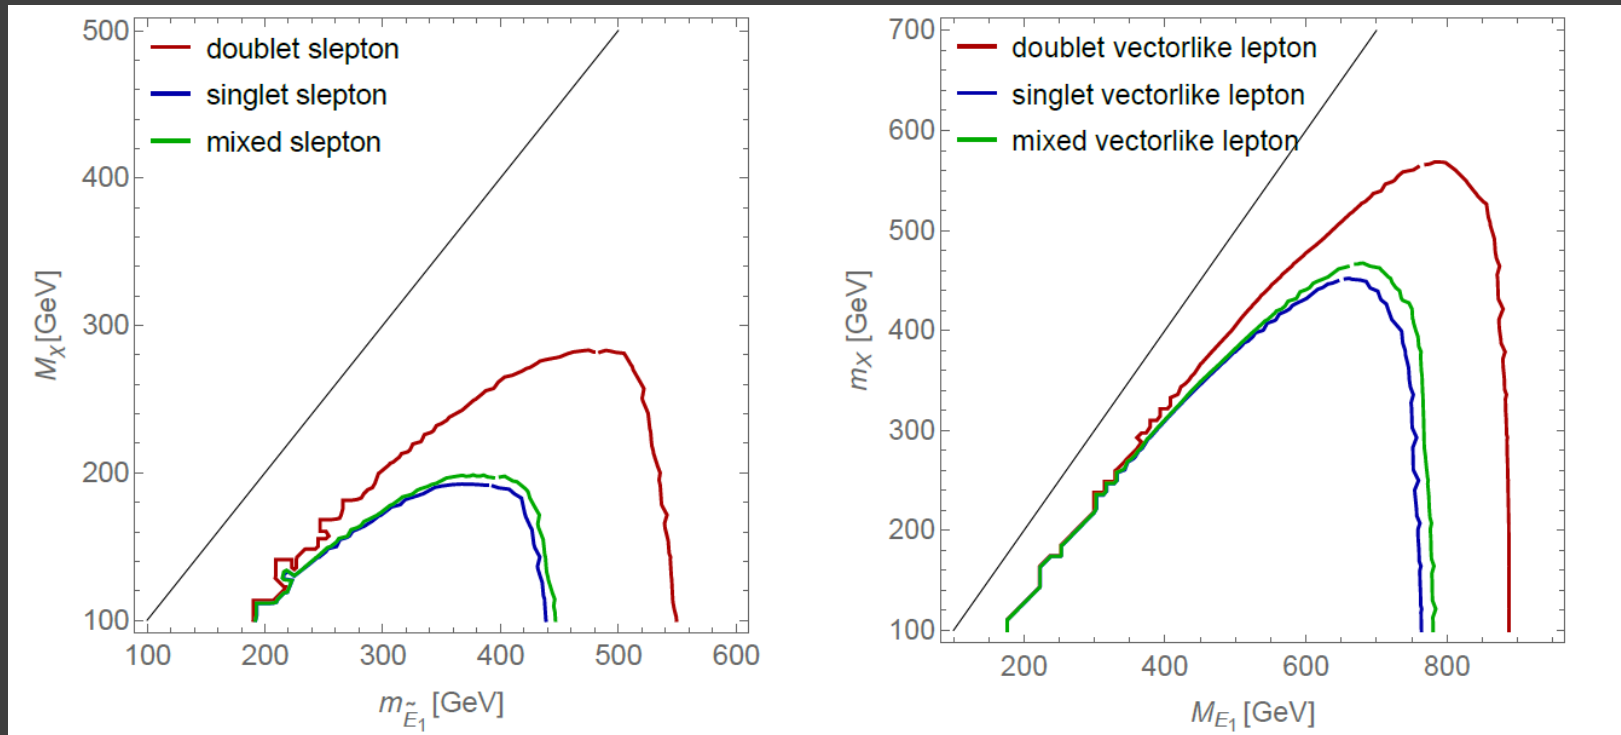 500
400
300
200
100
M_χ [GeV]
doublet slepton
singlet slepton
mixed slepton
100 200 300 400 500 600
m_Ẽ₁ [GeV]
700
600
500
400
300
200
100
m_X [GeV]
doublet vectorlike lepton
singlet vectorlike lepton
mixed vectorlike lepton
200 400 600 800
M_E₁ [GeV]